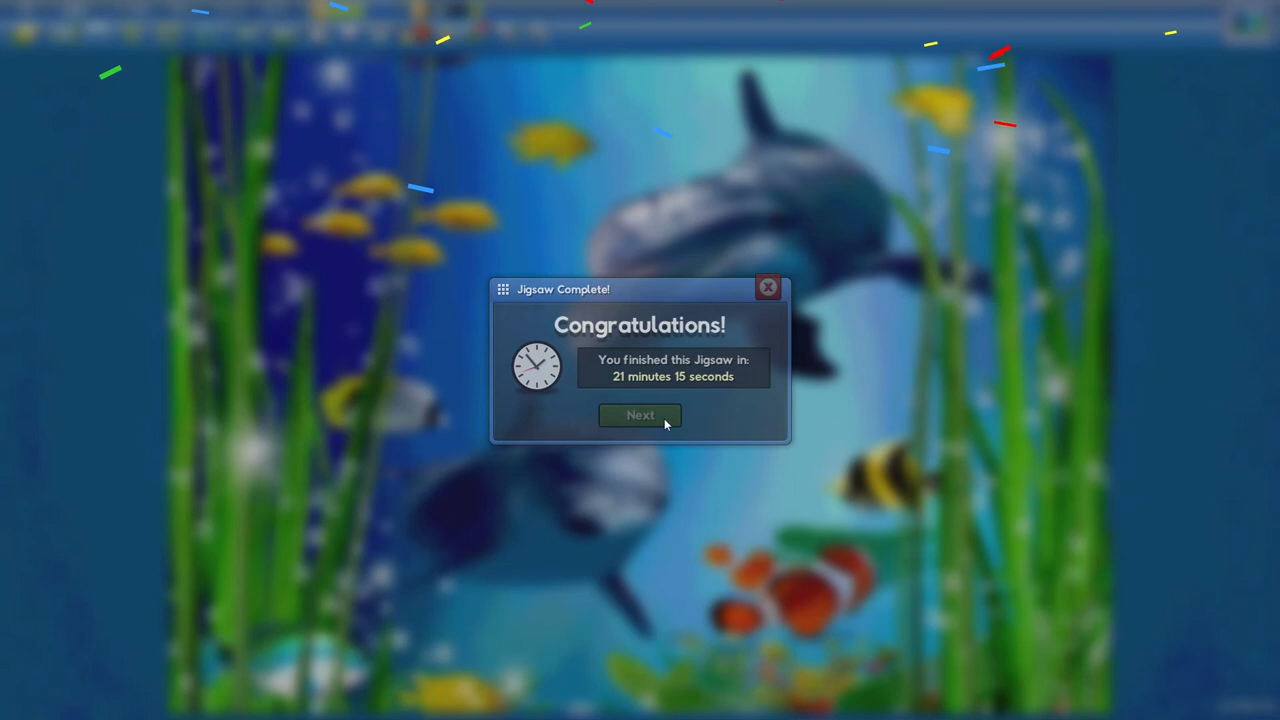 Jigsaw Complete!
Congratulations!
You finished this Jigsaw in:
21 minutes 15 seconds
Next